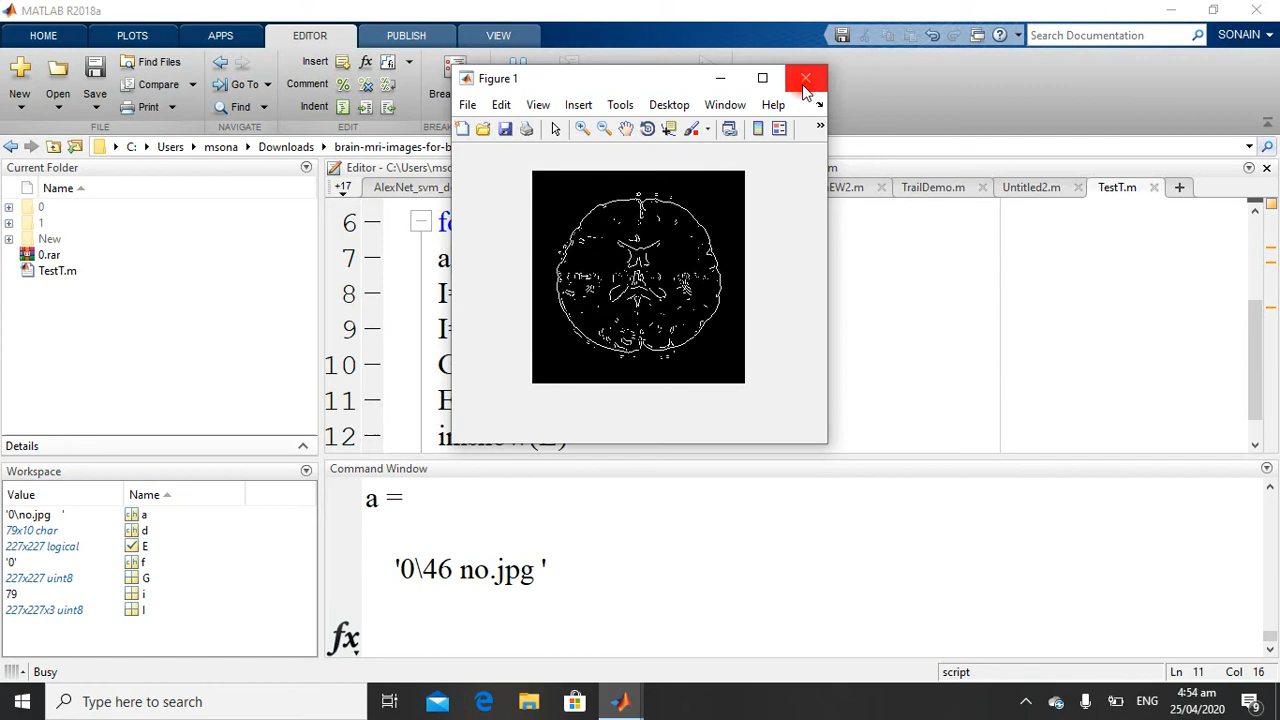 MATLAB R2018a
HOME PLOTS APPS EDITOR PUBLISH VIEW Search Documentation SONAIN
New Open Save Find Files Compare Print Go To Find Insert Comment Indent
FILE NAVIGATE
C: Users msona Downloads
Current Folder
Name
0
1
New
0.rar
TestT.m
Details
Workspace
Value Name
'0\no.jpg ' a
79x10 char d
227x227 logical E
'0' f
227x227 uint8 G
79 i
227x227x3 uint8 I
TrailDemo.m Untitled2.m TestT.m
+17
6
7 a
8
9
10
11 E
12
Figure 1
File Edit View Insert Tools Desktop Window Help
Command Window
a =
'0\46 no.jpg '
fx
Busy script Ln 11 Col 16
Type here to search
ENG
4:54 am
25/04/2020
9